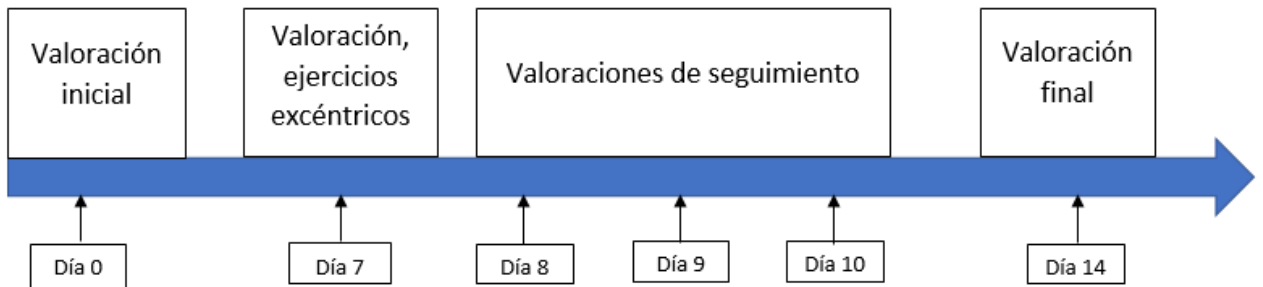 Valoración
inicial
Valoración,
ejercicios
excéntricos
Valoraciones de seguimiento
Valoración
final
Día 0
Día 7
Día 8
Día 9
Día 10
Día 14